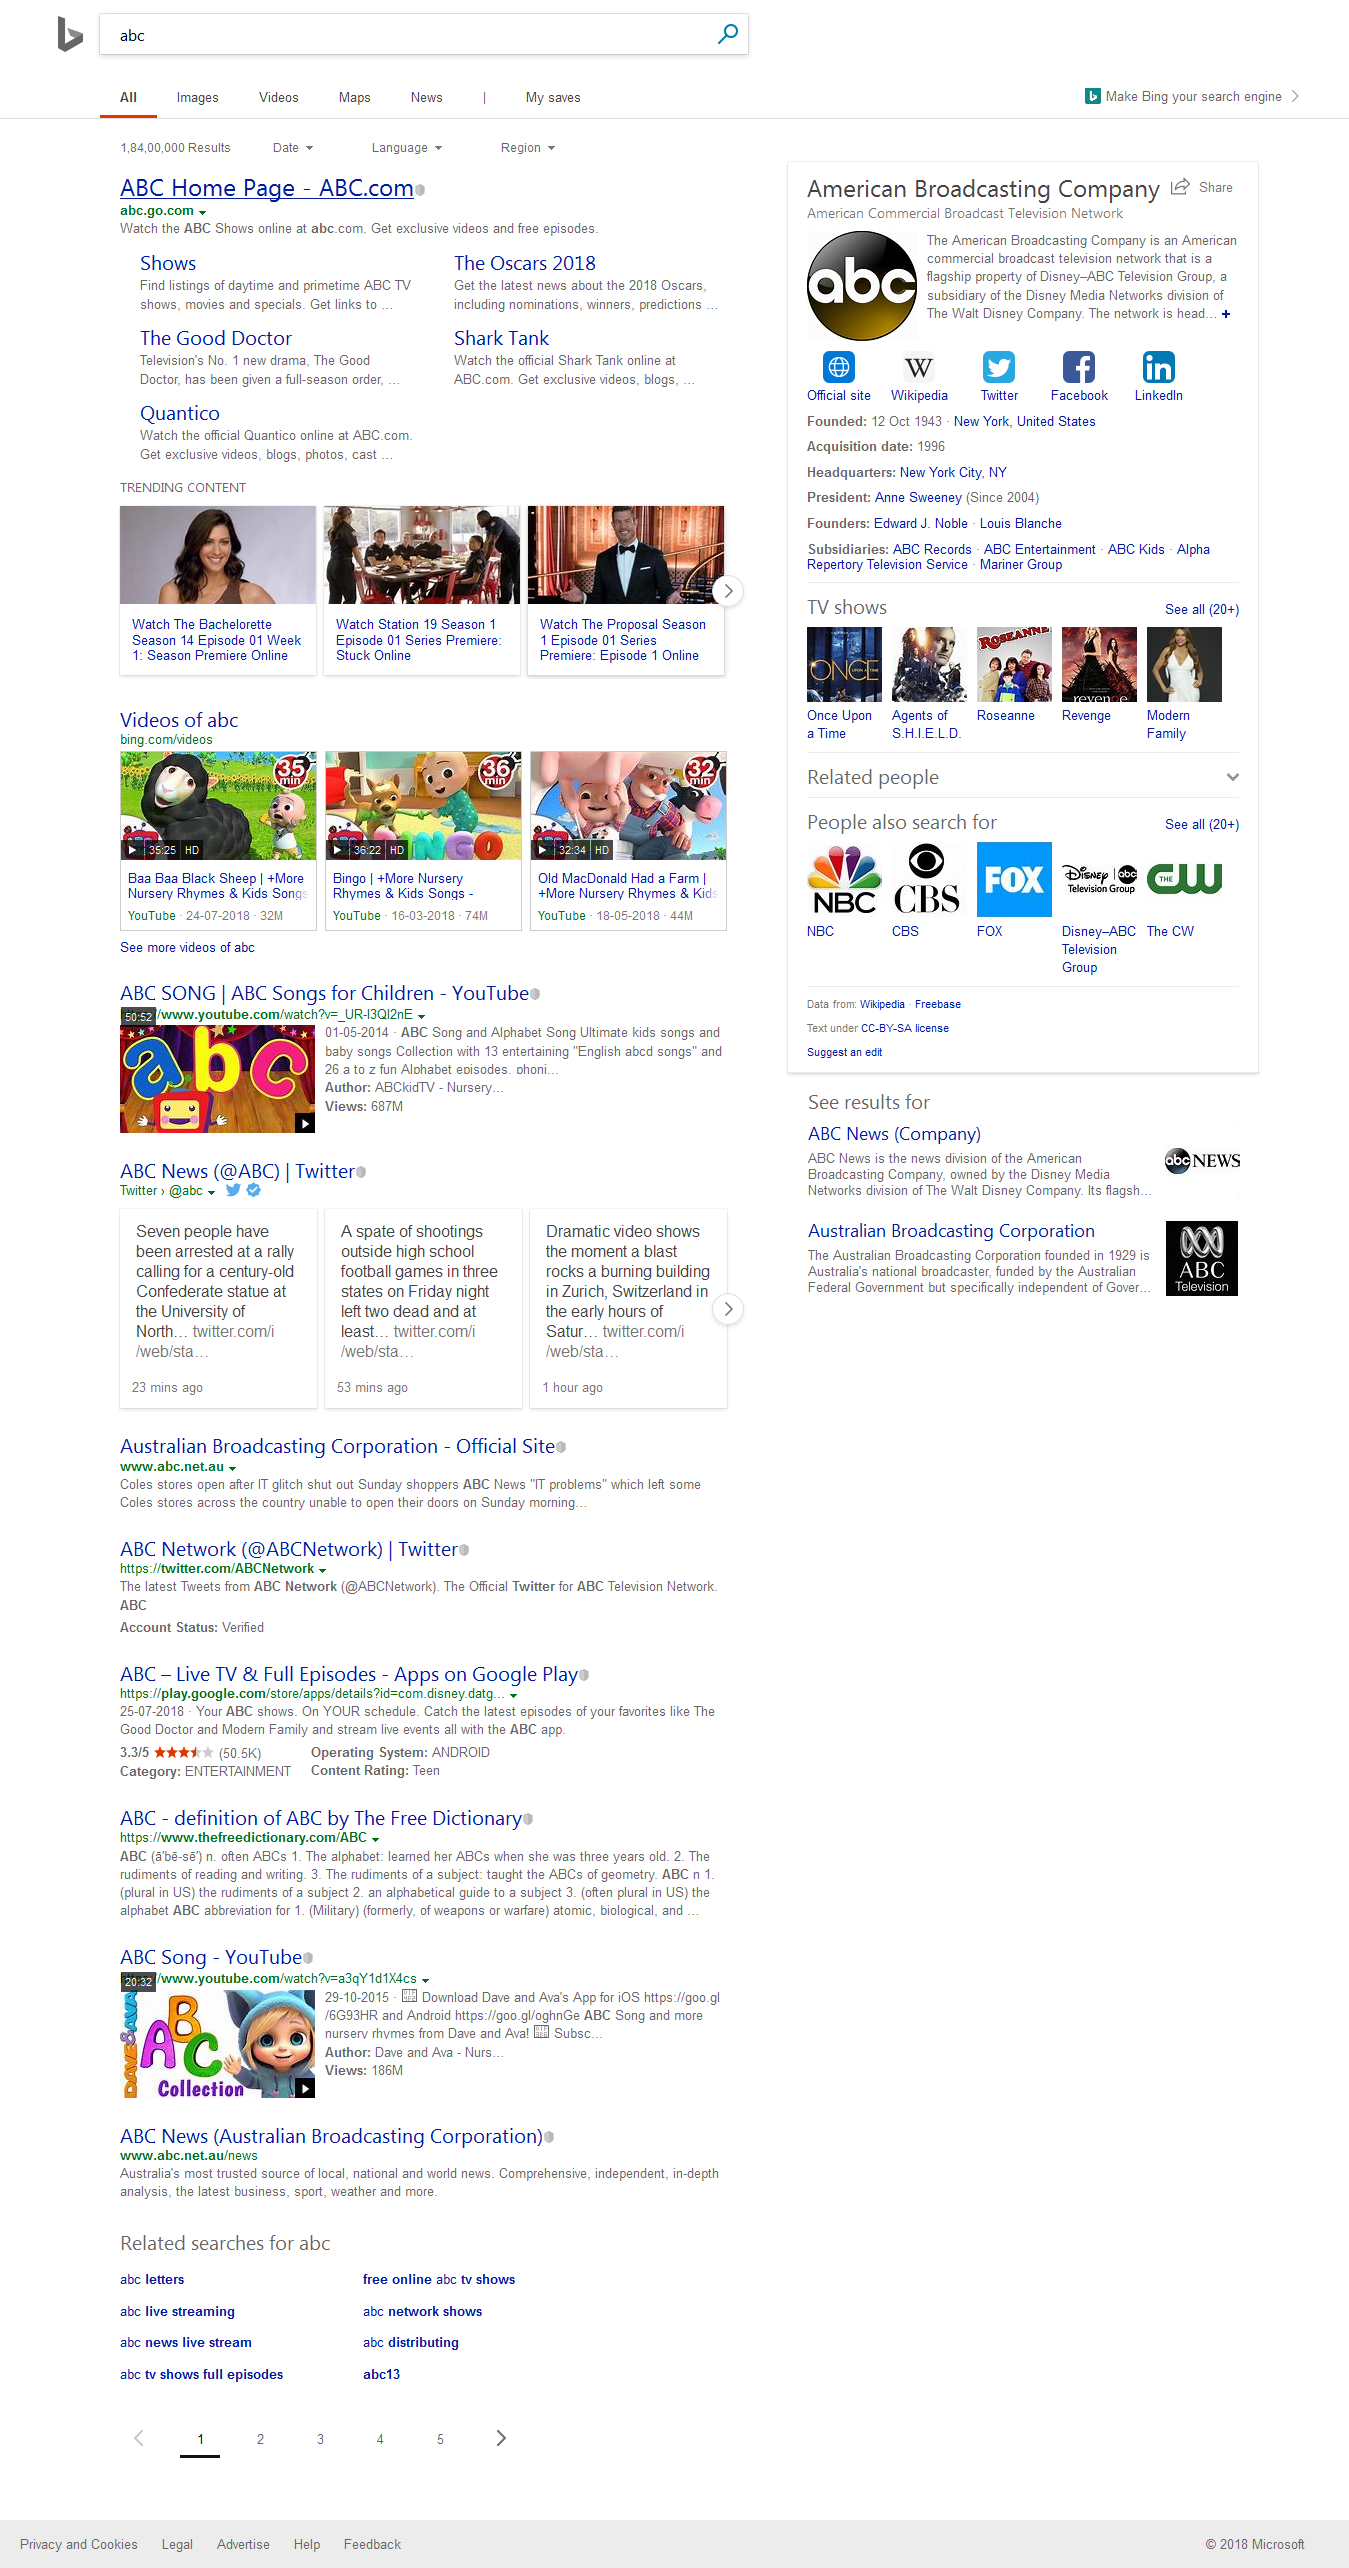 abc
All Images Videos Maps News | My saves
Make Bing your search engine
1,84,00,000 Results Date Language Region
ABC Home Page - ABC.com
abc.go.com
Watch the ABC Shows online at abc.com. Get exclusive videos and free episodes.
Shows
Find listings of daytime and primetime ABC TV
shows, movies and specials. Get links to ...
The Oscars 2018
Get the latest news about the 2018 Oscars,
including nominations, winners, predictions ...
The Good Doctor
Television's No. 1 new drama, The Good
Doctor, has been given a full-season order, ...
Shark Tank
Watch the official Shark Tank online at
ABC.com. Get exclusive videos, blogs, ...
Quantico
Watch the official Quantico online at ABC.com.
Get exclusive videos, blogs, photos, cast ...
TRENDING CONTENT
Watch The Bachelorette
Season 14 Episode 01 Week
1: Season Premiere Online
Watch Station 19 Season 1
Episode 01 Series Premiere:
Stuck Online
Watch The Proposal Season
1 Episode 01 Series
Premiere: Episode 1 Online
Videos of abc
bing.com/videos
35 min
35:25 HD
Baa Baa Black Sheep | +More
Nursery Rhymes & Kids Songs
YouTube · 24-07-2018 · 32M
36 min
BINGO
36:22 HD
Bingo | +More Nursery
Rhymes & Kids Songs -
YouTube · 16-03-2018 · 74M
32 min
32:34 HD
Old MacDonald Had a Farm |
+More Nursery Rhymes & Kids
YouTube · 18-05-2018 · 44M
See more videos of abc
ABC SONG | ABC Songs for Children - YouTube
50:52
/www.youtube.com/watch?v=_UR-l3QI2nE
abc
01-05-2014 · ABC Song and Alphabet Song Ultimate kids songs and
baby songs Collection with 13 entertaining "English abcd songs" and
26 a to z fun Alphabet episodes. phoni...
Author: ABCkidTV - Nursery...
Views: 687M
ABC News (@ABC) | Twitter
Twitter › @abc
Seven people have
been arrested at a rally
calling for a century-old
Confederate statue at
the University of
North... twitter.com/i
/web/sta...
23 mins ago
A spate of shootings
outside high school
football games in three
states on Friday night
left two dead and at
least... twitter.com/i
/web/sta...
53 mins ago
Dramatic video shows
the moment a blast
rocks a burning building
in Zurich, Switzerland in
the early hours of
Satur... twitter.com/i
/web/sta...
1 hour ago
Australian Broadcasting Corporation - Official Site
www.abc.net.au
Coles stores open after IT glitch shut out Sunday shoppers ABC News "IT problems" which left some
Coles stores across the country unable to open their doors on Sunday morning...
ABC Network (@ABCNetwork) | Twitter
https://twitter.com/ABCNetwork
The latest Tweets from ABC Network (@ABCNetwork). The Official Twitter for ABC Television Network.
ABC
Account Status: Verified
ABC – Live TV & Full Episodes - Apps on Google Play
https://play.google.com/store/apps/details?id=com.disney.datg...
25-07-2018 · Your ABC shows. On YOUR schedule. Catch the latest episodes of your favorites like The
Good Doctor and Modern Family and stream live events all with the ABC app.
3.3/5 (50.5K) Operating System: ANDROID
Category: ENTERTAINMENT Content Rating: Teen
ABC - definition of ABC by The Free Dictionary
https://www.thefreedictionary.com/ABC
ABC (ā′bē-sē′) n. often ABCs 1. The alphabet: learned her ABCs when she was three years old. 2. The
rudiments of reading and writing. 3. The rudiments of a subject: taught the ABCs of geometry. ABC n 1.
(plural in US) the rudiments of a subject 2. an alphabetical guide to a subject 3. (often plural in US) the
alphabet ABC abbreviation for 1. (Military) (formerly, of weapons or warfare) atomic, biological, and ...
ABC Song - YouTube
20:32
/www.youtube.com/watch?v=a3qY1d1X4cs
DAVE & AVA
ABC
Collection
29-10-2015 · Download Dave and Ava's App for iOS https://goo.gl
/6G93HR and Android https://goo.gl/oghnGe ABC Song and more
nursery rhymes from Dave and Ava! Subsc...
Author: Dave and Ava - Nurs...
Views: 186M
ABC News (Australian Broadcasting Corporation)
www.abc.net.au/news
Australia's most trusted source of local, national and world news. Comprehensive, independent, in-depth
analysis, the latest business, sport, weather and more.
Related searches for abc
abc letters
abc live streaming
abc news live stream
abc tv shows full episodes
free online abc tv shows
abc network shows
abc distributing
abc13
1 2 3 4 5
American Broadcasting Company Share
American Commercial Broadcast Television Network
abc
The American Broadcasting Company is an American
commercial broadcast television network that is a
flagship property of Disney–ABC Television Group, a
subsidiary of the Disney Media Networks division of
The Walt Disney Company. The network is head... +
W
in
Official site Wikipedia Twitter Facebook LinkedIn
Founded: 12 Oct 1943 · New York, United States
Acquisition date: 1996
Headquarters: New York City, NY
President: Anne Sweeney (Since 2004)
Founders: Edward J. Noble · Louis Blanche
Subsidiaries: ABC Records · ABC Entertainment · ABC Kids · Alpha
Repertory Television Service · Mariner Group
TV shows See all (20+)
ONCE UPON A TIME
ROSEANNE
revenge
Once Upon
a Time
Agents of
S.H.I.E.L.D.
Roseanne
Revenge
Modern
Family
Related people
People also search for See all (20+)
NBC
CBS
FOX
Disney abc
Television Group
THE CW
NBC
CBS
FOX
Disney–ABC
Television
Group
The CW
Data from: Wikipedia · Freebase
Text under CC-BY-SA license
Suggest an edit
See results for
ABC News (Company)
ABC News is the news division of the American
Broadcasting Company, owned by the Disney Media
Networks division of The Walt Disney Company. Its flagsh...
abc NEWS
Australian Broadcasting Corporation
The Australian Broadcasting Corporation founded in 1929 is
Australia's national broadcaster, funded by the Australian
Federal Government but specifically independent of Gover...
ABC
Television
Privacy and Cookies Legal Advertise Help Feedback
© 2018 Microsoft